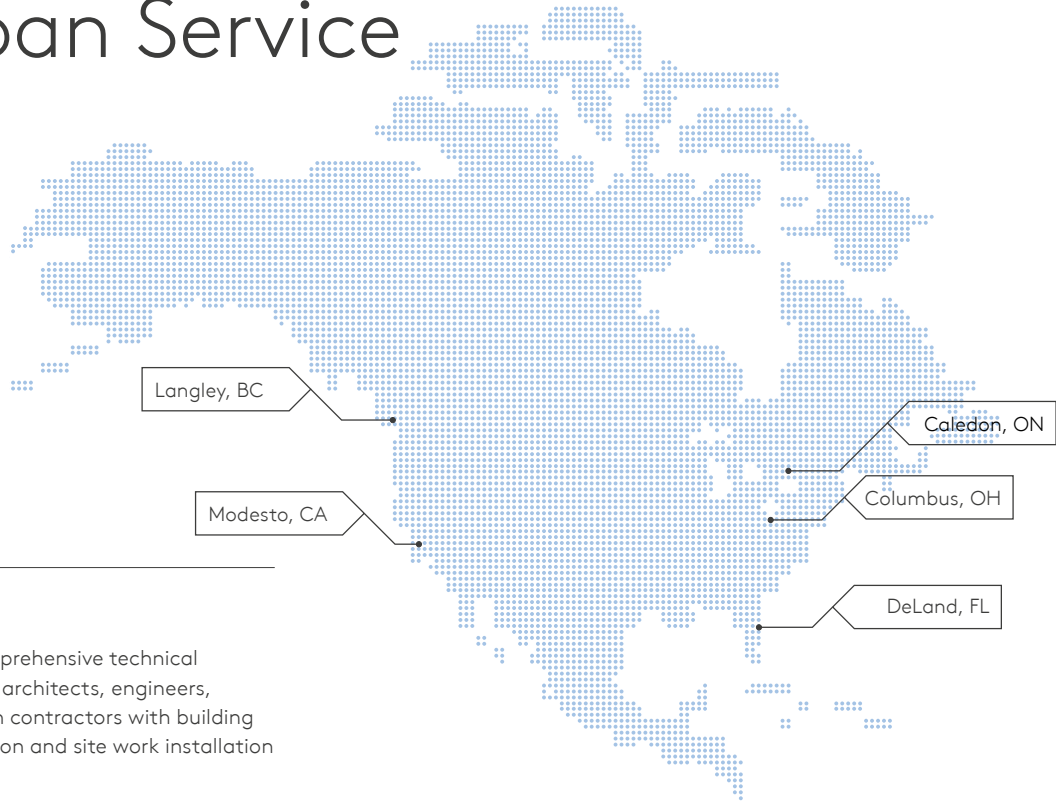 oan Service
Langley, BC
Caledon, ON
Columbus, OH
Modesto, CA
DeLand, FL
prehensive technical
architects, engineers,
contractors with building
on and site work installation